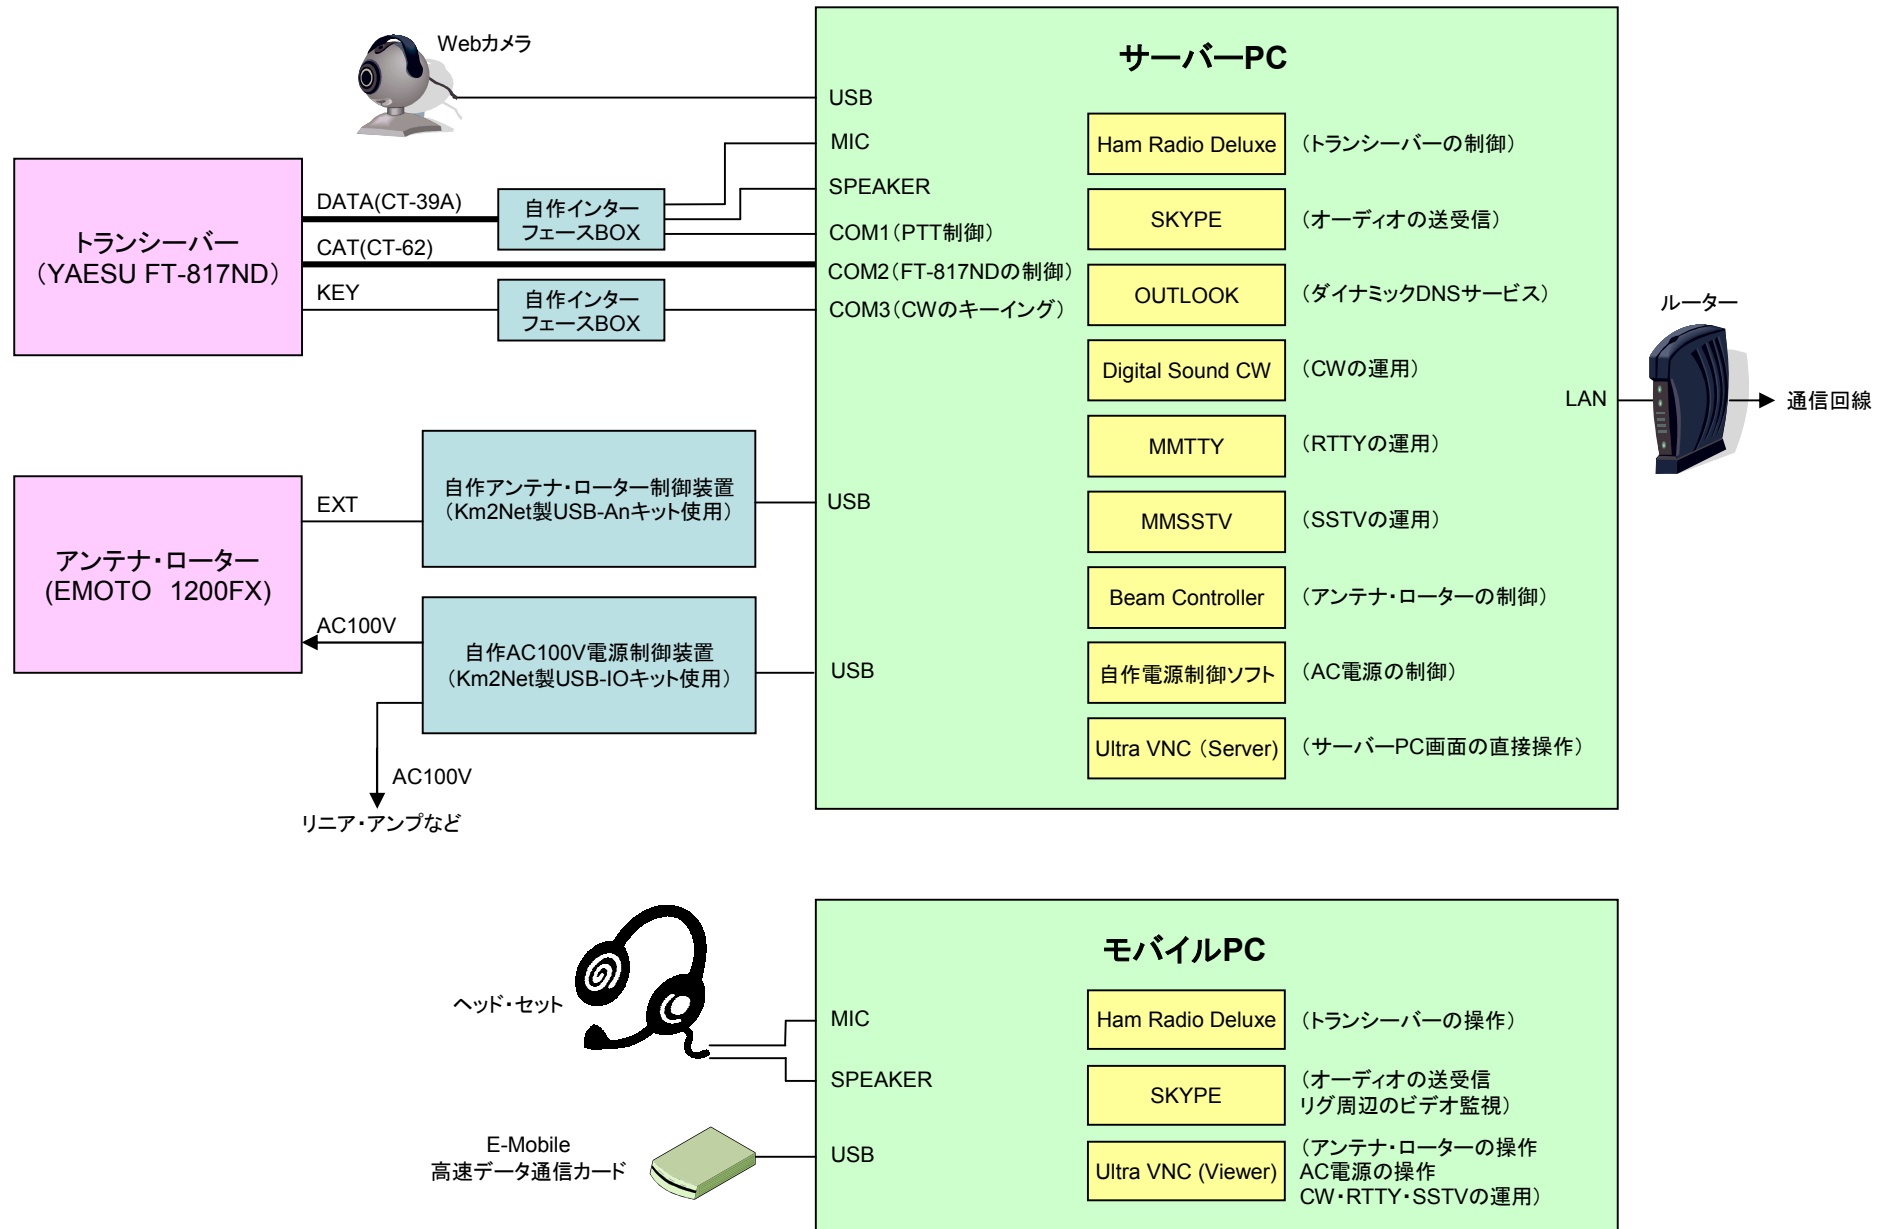 Webカメラ
サーバーPC
USB
MIC
SPEAKER
COM1（PTT制御）
COM2（FT-817NDの制御）
COM3（CWのキーイング）
トランシーバー
（YAESU FT-817ND）
DATA(CT-39A)
CAT(CT-62)
KEY
自作インター
フェースBOX
自作インター
フェースBOX
Ham Radio Deluxe
（トランシーバーの制御）
SKYPE
（オーディオの送受信）
OUTLOOK
（ダイナミックDNSサービス）
Digital Sound CW
（CWの運用）
MMTTY
（RTTYの運用）
MMSSTV
（SSTVの運用）
Beam Controller
（アンテナ・ローターの制御）
自作電源制御ソフト
（AC電源の制御）
Ultra VNC（Server)
（サーバーPC画面の直接操作）
LAN
ルーター
通信回線
アンテナ・ローター
(EMOTO　1200FX)
EXT
自作アンテナ・ローター制御装置
（Km2Net製USB-Anキット使用）
USB
AC100V
自作AC100V電源制御装置
（Km2Net製USB-IOキット使用）
USB
AC100V
リニア・アンプなど
モバイルPC
ヘッド・セット
MIC
SPEAKER
USB
E-Mobile
高速データ通信カード
Ham Radio Deluxe
（トランシーバーの操作）
SKYPE
（オーディオの送受信
リグ周辺のビデオ監視）
Ultra VNC (Viewer)
（アンテナ・ローターの操作
AC電源の操作
CW・RTTY・SSTVの運用）